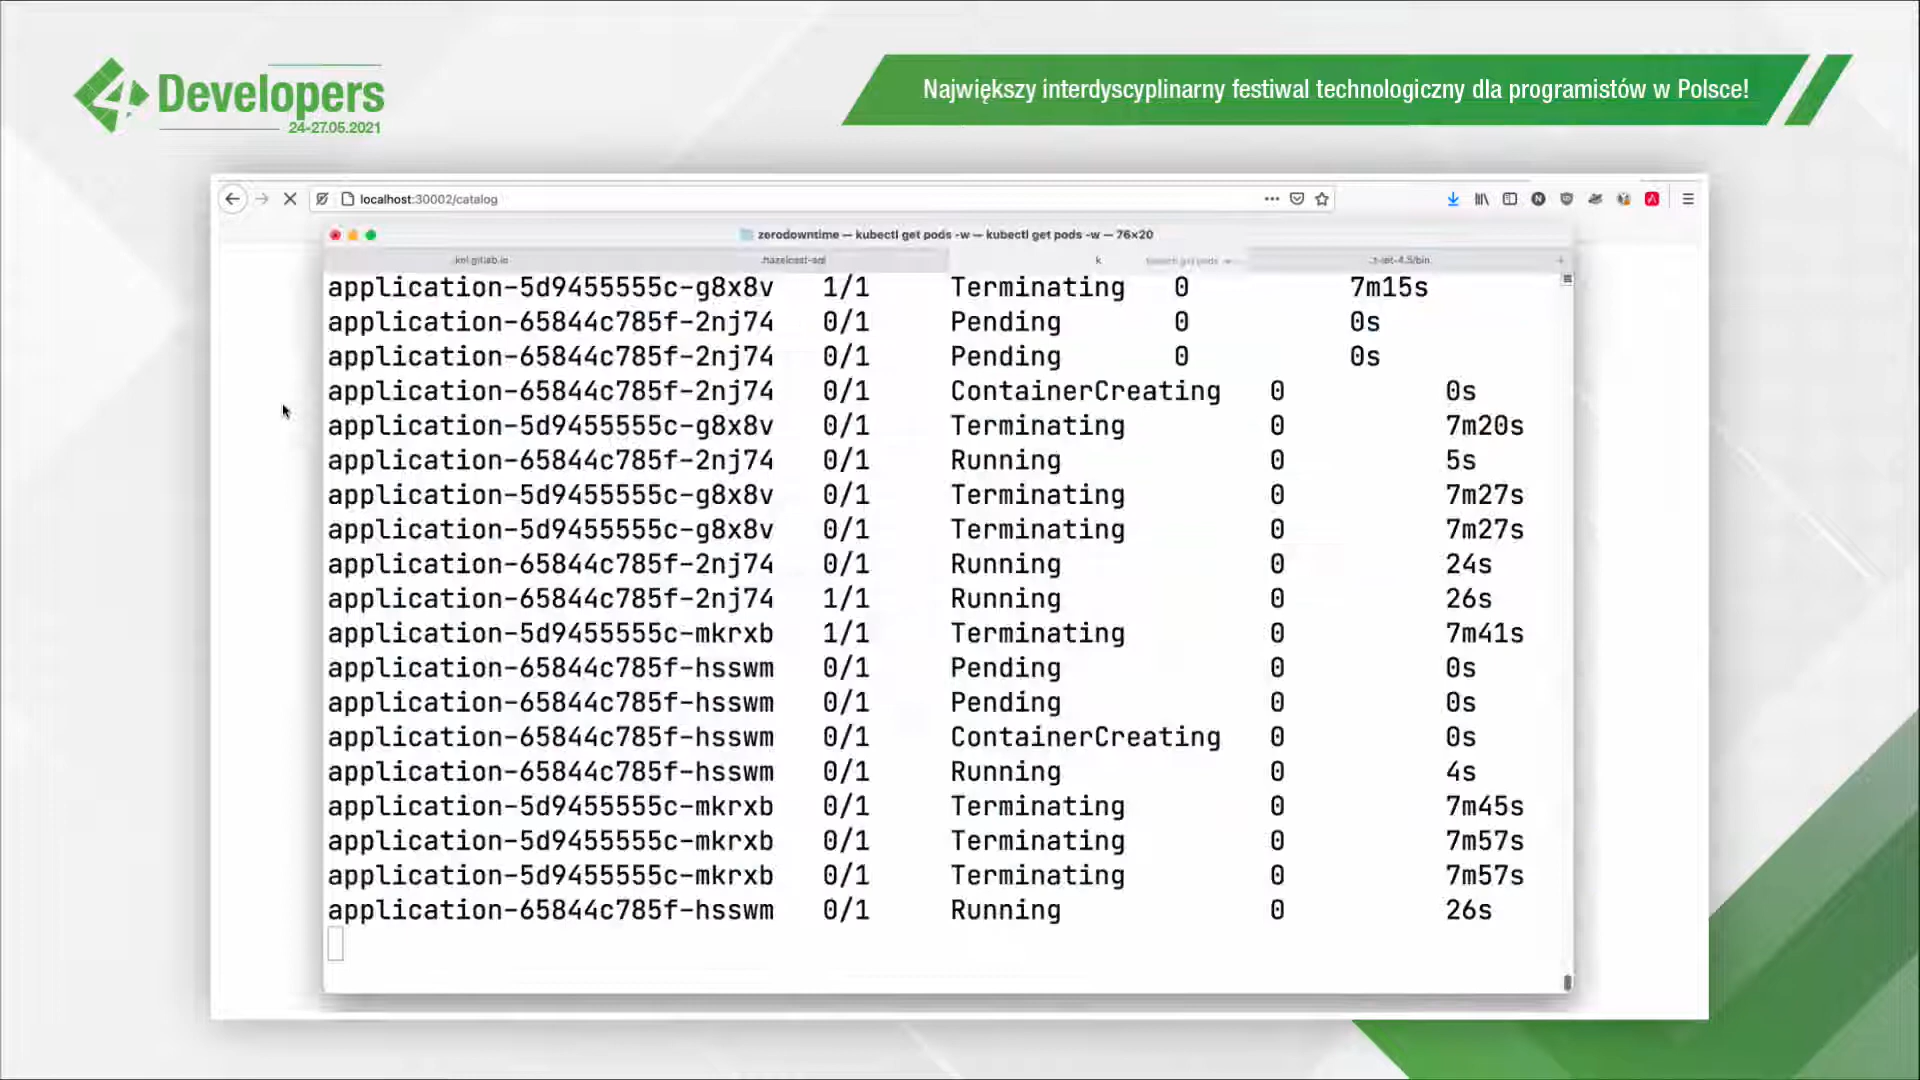 4Developers
24-27.05.2021
Największy interdyscyplinarny festiwal technologiczny dla programistów w Polsce!
localhost:30002/catalog
zerodowntime — kubectl get pods -w — kubectl get pods -w — 76×20
k
kubectl get pods -w
application-5d9455555c-g8x8v 1/1 Terminating 0 7m15s
application-65844c785f-2nj74 0/1 Pending 0 0s
application-65844c785f-2nj74 0/1 Pending 0 0s
application-65844c785f-2nj74 0/1 ContainerCreating 0 0s
application-5d9455555c-g8x8v 0/1 Terminating 0 7m20s
application-65844c785f-2nj74 0/1 Running 0 5s
application-5d9455555c-g8x8v 0/1 Terminating 0 7m27s
application-5d9455555c-g8x8v 0/1 Terminating 0 7m27s
application-65844c785f-2nj74 0/1 Running 0 24s
application-65844c785f-2nj74 1/1 Running 0 26s
application-5d9455555c-mkrxb 1/1 Terminating 0 7m41s
application-65844c785f-hsswm 0/1 Pending 0 0s
application-65844c785f-hsswm 0/1 Pending 0 0s
application-65844c785f-hsswm 0/1 ContainerCreating 0 0s
application-65844c785f-hsswm 0/1 Running 0 4s
application-5d9455555c-mkrxb 0/1 Terminating 0 7m45s
application-5d9455555c-mkrxb 0/1 Terminating 0 7m57s
application-5d9455555c-mkrxb 0/1 Terminating 0 7m57s
application-65844c785f-hsswm 0/1 Running 0 26s